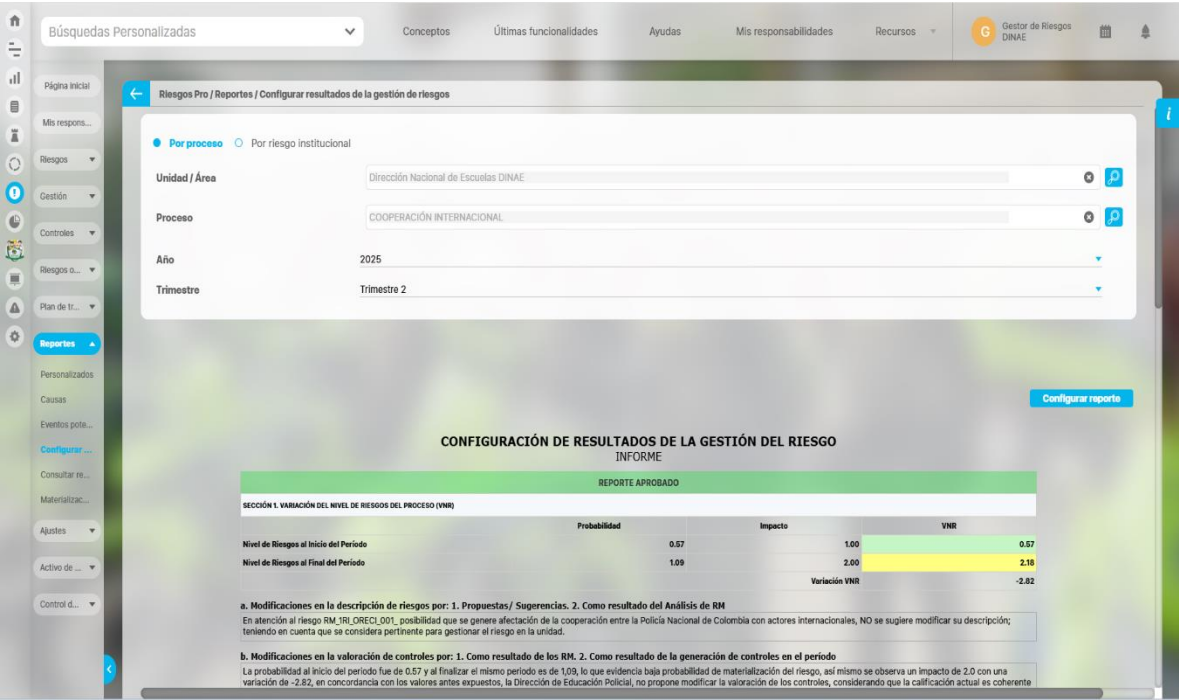 Búsquedas Personalizadas
Conceptos
Últimas funcionalidades
Ayudas
Mis responsabilidades
Recursos
G
Gestor de Riesgos
DINAE
Página inicial
Mis respons...
Riesgos
Gestión
Controles
Riesgos o...
Plan de tr...
Reportes
Personalizados
Causas
Eventos pote...
Configurar ...
Consultar re...
Materializac...
Ajustes
Activo de ...
Control d...
Riesgos Pro / Reportes / Configurar resultados de la gestión de riesgos
i
Por proceso Por riesgo institucional
Unidad / Área Dirección Nacional de Escuelas DINAE
Proceso COOPERACIÓN INTERNACIONAL
Año 2025
Trimestre Trimestre 2
Configurar reporte
CONFIGURACIÓN DE RESULTADOS DE LA GESTIÓN DEL RIESGO
INFORME
REPORTE APROBADO
SECCIÓN 1. VARIACIÓN DEL NIVEL DE RIESGOS DEL PROCESO (VNR)
Probabilidad Impacto VNR
Nivel de Riesgos al Inicio del Período 0.57 1.00 0.57
Nivel de Riesgos al Final del Período 1.09 2.00 2.18
Variación VNR -2.82
a. Modificaciones en la descripción de riesgos por: 1. Propuestas/ Sugerencias. 2. Como resultado del Análisis de RM
En atención al riesgo RM_1RI_ORECI_001_ posibilidad que se genere afectación de la cooperación entre la Policía Nacional de Colombia con actores internacionales, NO se sugiere modificar su descripción;
teniendo en cuenta que se considera pertinente para gestionar el riesgo en la unidad.
b. Modificaciones en la valoración de controles por: 1. Como resultado de los RM. 2. Como resultado de la generación de controles en el período
La probabilidad al inicio del periodo fue de 0.57 y al finalizar el mismo periodo es de 1,09, lo que evidencia baja probabilidad de materialización del riesgo, así mismo se observa un impacto de 2.0 con una
variación de -2.82, en concordancia con los valores antes expuestos, la Dirección de Educación Policial, no propone modificar la valoración de los controles, considerando que la calificación actual es coherente